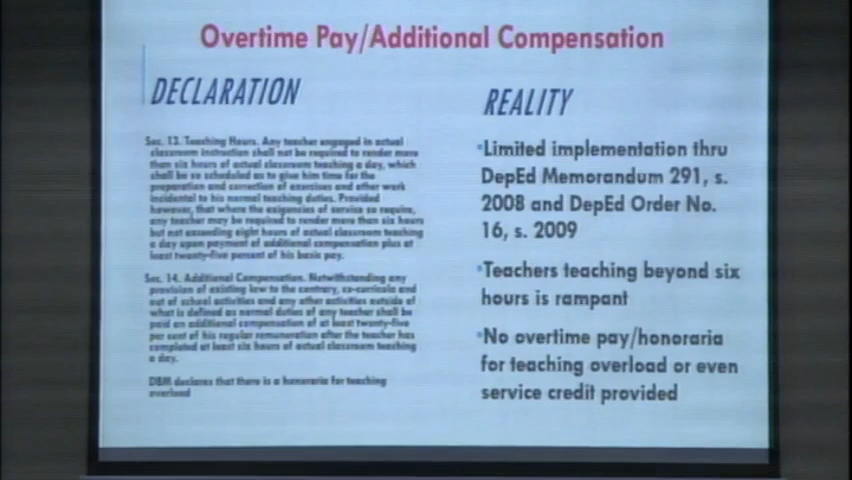 Overtime Pay/Additional Compensation
DECLARATION
Sec. 13. Teaching Hours. Any teacher engaged in actual
classroom instruction shall not be required to render more
than six hours of actual classroom teaching a day, which
shall be so scheduled as to give him time for the
preparation and correction of exercises and other work
incidental to his normal teaching duties. Provided
however, that where the exigencies of service so require,
any teacher may be required to render more than six hours
but not exceeding eight hours of actual classroom teaching
a day upon payment of additional compensation plus at
least twenty-five percent of his basic pay.
Sec. 14. Additional Compensation. Notwithstanding any
provision of existing law to the contrary, co-curricula and
out of school activities and any other activities outside of
what is defined as normal duties of any teacher shall be
paid an additional compensation of at least twenty-five
per cent of his regular remuneration after the teacher has
completed at least six hours of actual classroom teaching
a day.
DBM declares that there is a honoraria for teaching
overload
REALITY
•Limited implementation thru
DepEd Memorandum 291, s.
2008 and DepEd Order No.
16, s. 2009
•Teachers teaching beyond six
hours is rampant
•No overtime pay/honoraria
for teaching overload or even
service credit provided